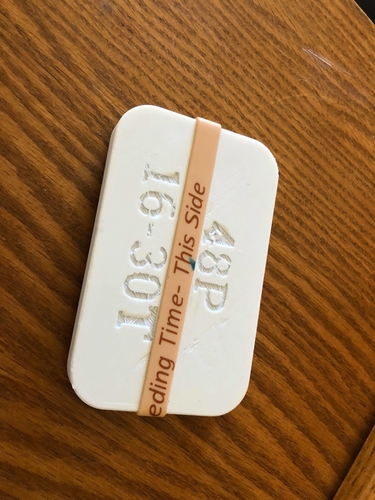 48P
16-30T
eding Time- This Side